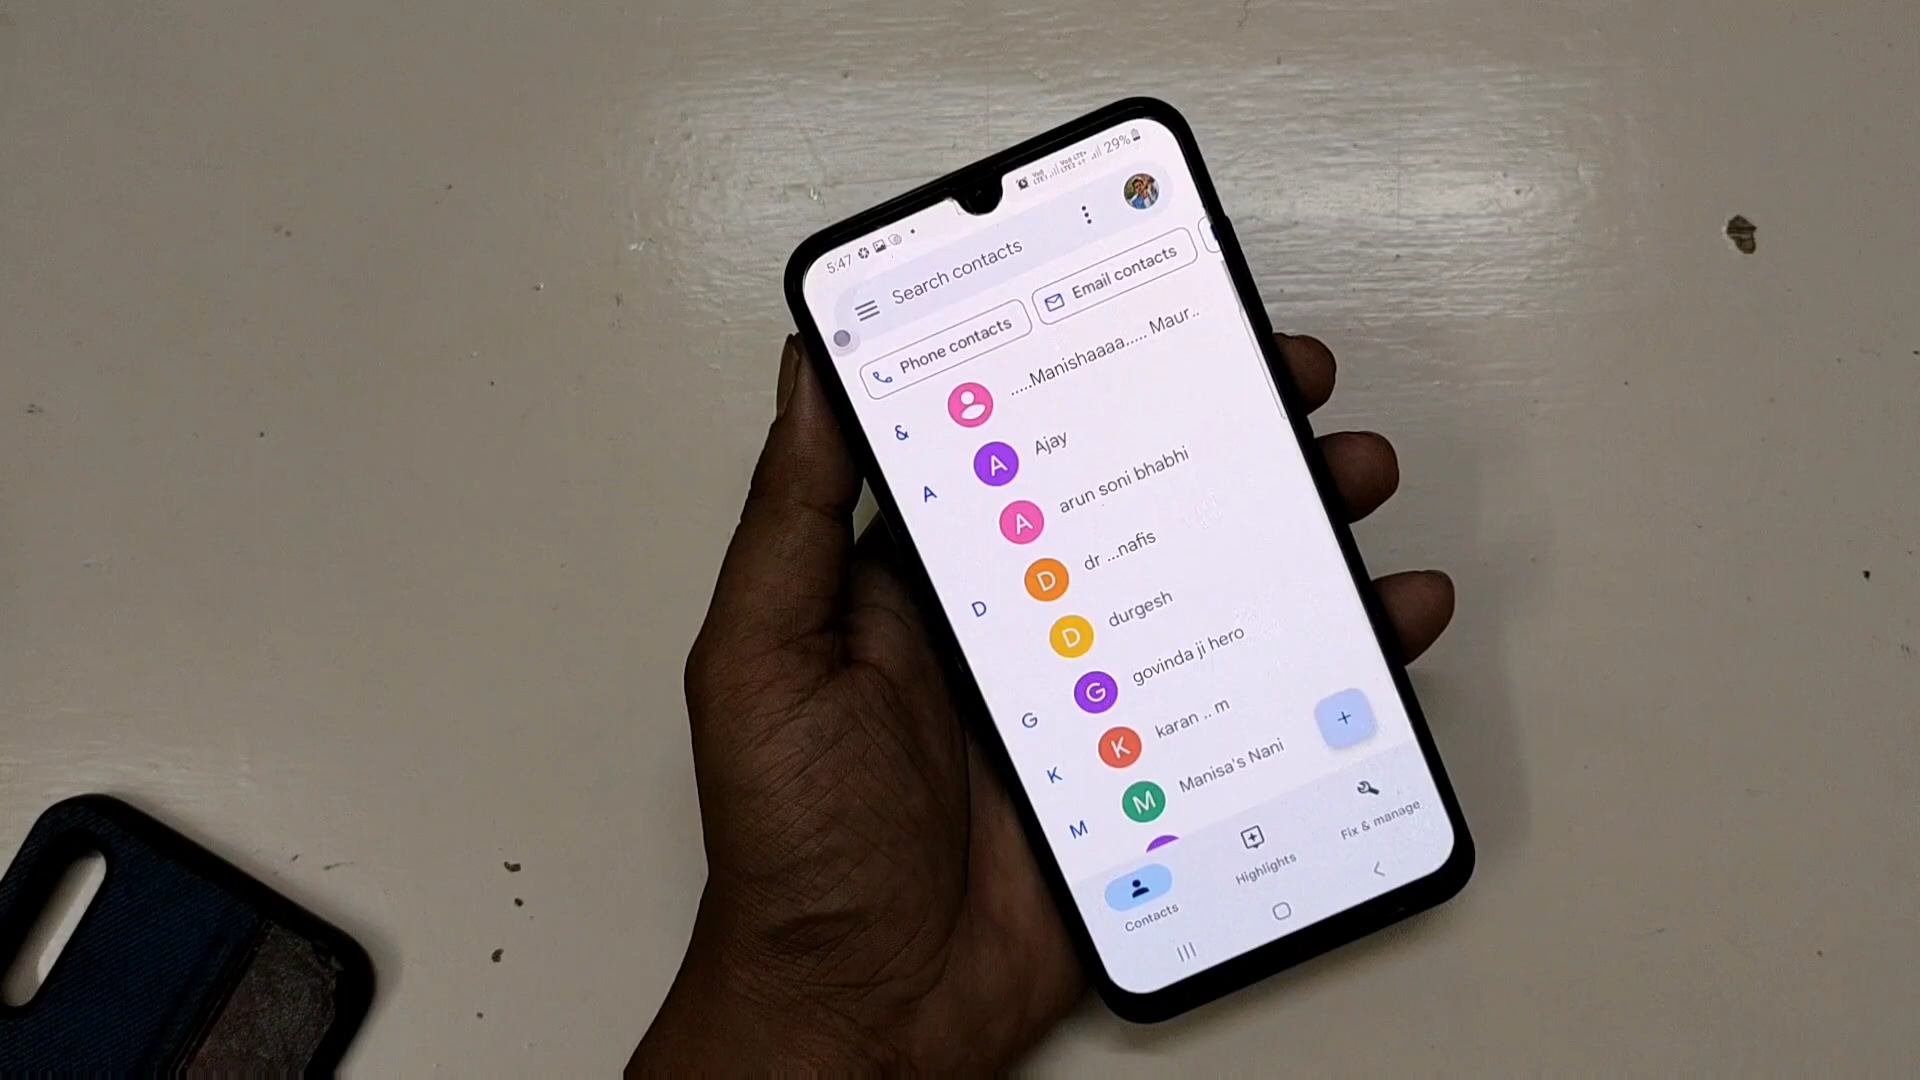 5:47
29%
Search contacts
Phone contacts
Email contacts
&
.....Manishaaaa..... Maur..
A
A
Ajay
A
arun soni bhabhi
D
D
dr ...nafis
D
durgesh
G
G
govinda ji hero
K
K
karan .. m
M
M
Manisa's Nani
Contacts
Highlights
Fix & manage